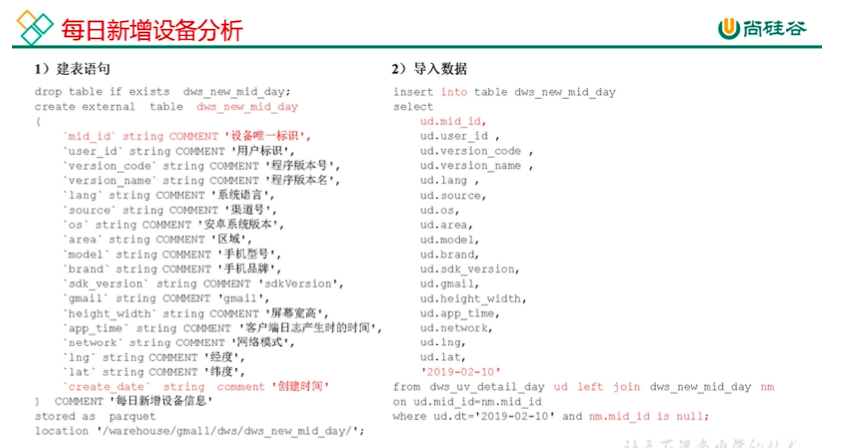 每日新增设备分析
尚硅谷
1）建表语句
drop table if exists dws_new_mid_day;
create external table dws_new_mid_day
(
`mid_id` string COMMENT '设备唯一标识',
`user_id` string COMMENT '用户标识',
`version_code` string COMMENT '程序版本号',
`version_name` string COMMENT '程序版本名',
`lang` string COMMENT '系统语言',
`source` string COMMENT '渠道号',
`os` string COMMENT '安卓系统版本',
`area` string COMMENT '区域',
`model` string COMMENT '手机型号',
`brand` string COMMENT '手机品牌',
`sdk_version` string COMMENT 'sdkVersion',
`gmail` string COMMENT 'gmail',
`height_width` string COMMENT '屏幕宽高',
`app_time` string COMMENT '客户端日志产生时的时间',
`network` string COMMENT '网络模式',
`lng` string COMMENT '经度',
`lat` string COMMENT '纬度',
`create_date` string comment '创建时间'
) COMMENT '每日新增设备信息'
stored as parquet
location '/warehouse/gmall/dws/dws_new_mid_day/';
2）导入数据
insert into table dws_new_mid_day
select
ud.mid_id,
ud.user_id ,
ud.version_code ,
ud.version_name ,
ud.lang ,
ud.source,
ud.os,
ud.area,
ud.model,
ud.brand,
ud.sdk_version,
ud.gmail,
ud.height_width,
ud.app_time,
ud.network,
ud.lng,
ud.lat,
'2019-02-10'
from dws_uv_detail_day ud left join dws_new_mid_day nm
on ud.mid_id=nm.mid_id
where ud.dt='2019-02-10' and nm.mid_id is null;